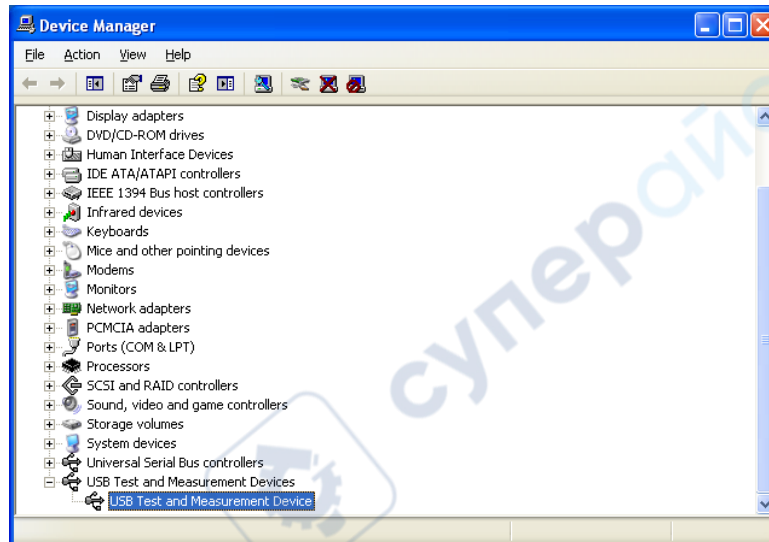 Device Manager
File Action View Help
Display adapters
DVD/CD-ROM drives
Human Interface Devices
IDE ATA/ATAPI controllers
IEEE 1394 Bus host controllers
Infrared devices
Keyboards
Mice and other pointing devices
Modems
Monitors
Network adapters
PCMCIA adapters
Ports (COM & LPT)
Processors
SCSI and RAID controllers
Sound, video and game controllers
Storage volumes
System devices
Universal Serial Bus controllers
USB Test and Measurement Devices
USB Test and Measurement Device
суперайс